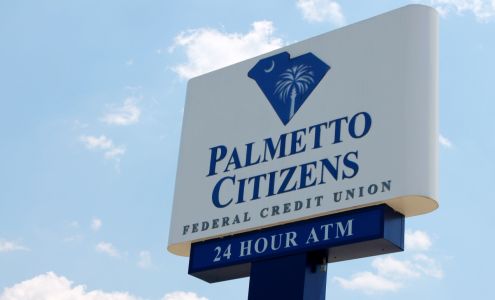 PALMETTO
CITIZENS
FEDERAL CREDIT UNION
24 HOUR ATM